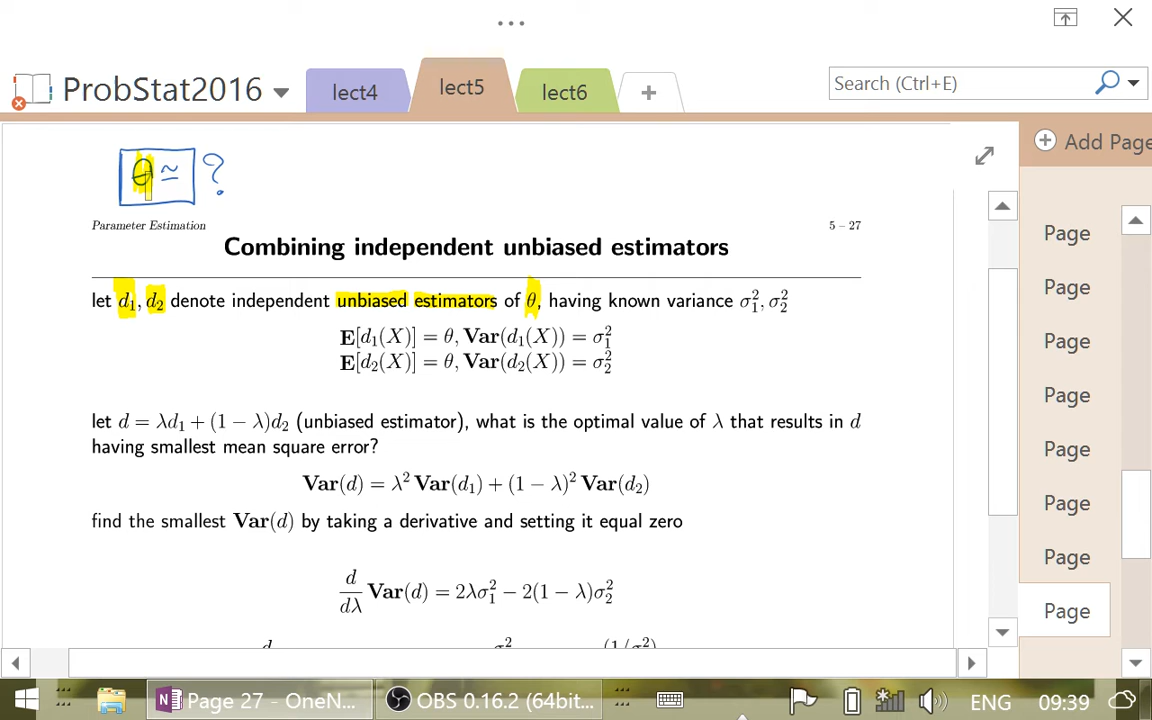 ...
ProbStat2016
lect4
lect5
lect6
+
Search (Ctrl+E)
θ ≃ ?
Add Page
Parameter Estimation
5 – 27
Combining independent unbiased estimators
let d₁, d₂ denote independent unbiased estimators of θ, having known variance σ₁², σ₂²
E[d₁(X)] = θ, Var(d₁(X)) = σ₁²
E[d₂(X)] = θ, Var(d₂(X)) = σ₂²
let d = λd₁ + (1 − λ)d₂ (unbiased estimator), what is the optimal value of λ that results in d
having smallest mean square error?
Var(d) = λ² Var(d₁) + (1 − λ)² Var(d₂)
find the smallest Var(d) by taking a derivative and setting it equal zero
d/dλ Var(d) = 2λσ₁² − 2(1 − λ)σ₂²
Page
Page
Page
Page
Page
Page
Page
Page
Page 27 - OneN...
OBS 0.16.2 (64bit...
ENG
09:39